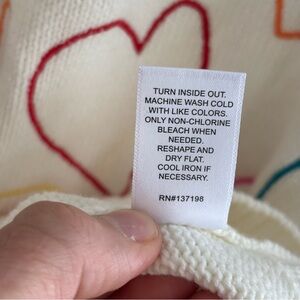 TURN INSIDE OUT.
MACHINE WASH COLD
WITH LIKE COLORS.
ONLY NON-CHLORINE
BLEACH WHEN
NEEDED.
RESHAPE AND
DRY FLAT.
COOL IRON IF
NECESSARY.
RN#137198